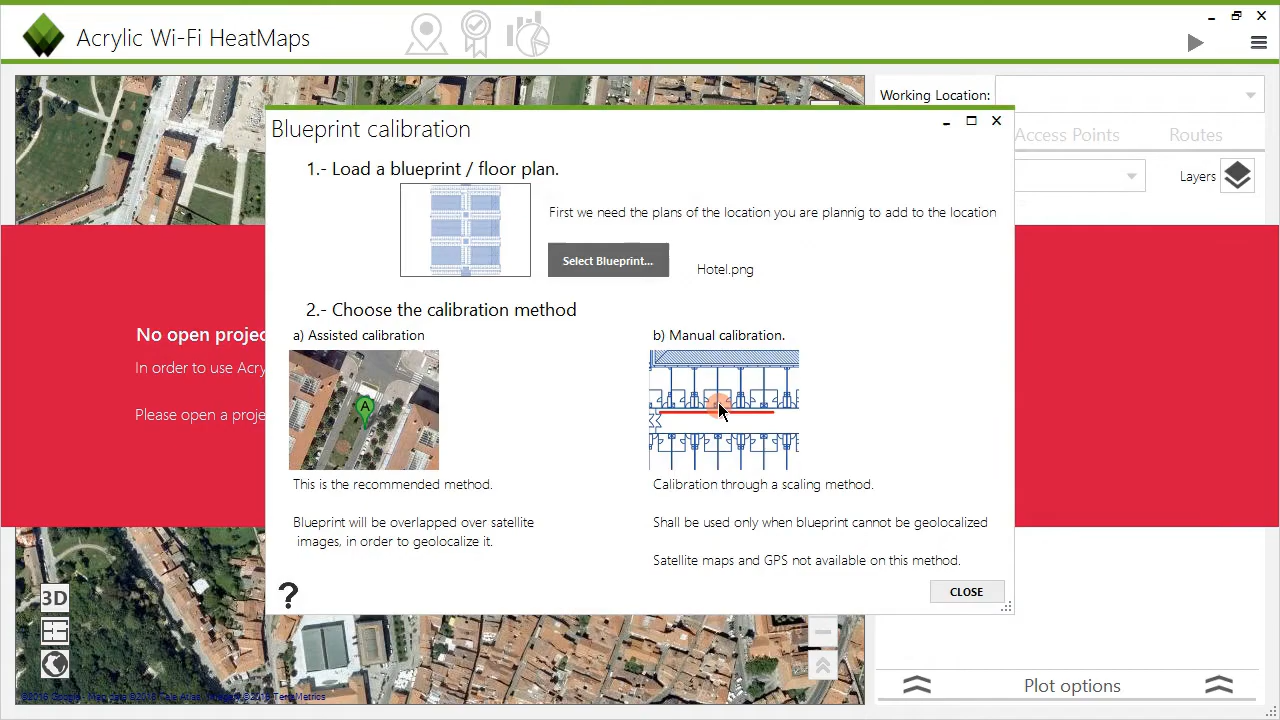 Acrylic Wi-Fi HeatMaps
Working Location:
Access Points
Routes
Layers
Blueprint calibration
1.- Load a blueprint / floor plan.
First we need the plans of the location you are plannig
the location
Select Blueprint...
Hotel.png
2.- Choose the calibration method
a) Assisted calibration
b) Manual calibration.
A
This is the recommended method.
Calibration through a scaling method.
Blueprint will be overlapped over satellite
images, in order to geolocalize it.
Shall be used only when blueprint cannot be geolocalized
Satellite maps and GPS not available on this method.
?
CLOSE
No open projec
In order to use Acry
Please open a proje
3D
Plot options